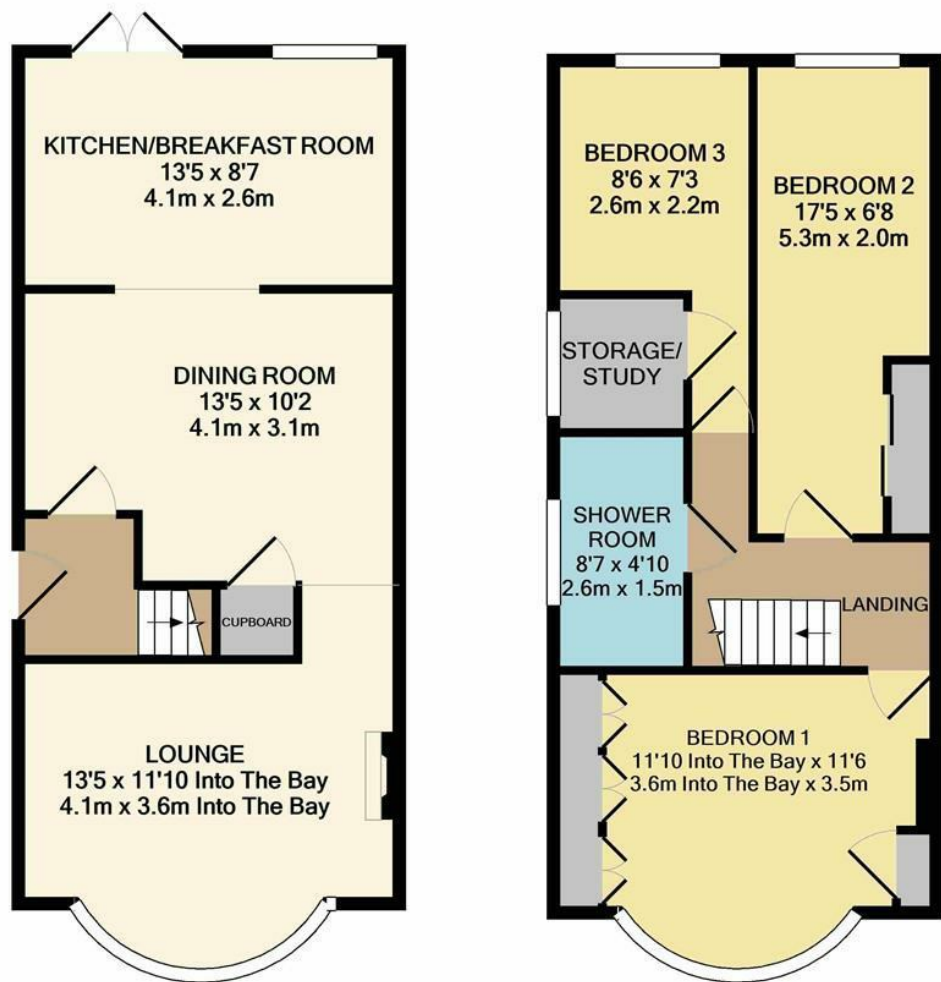 KITCHEN/BREAKFAST ROOM
13'5 x 8'7
4.1m x 2.6m
DINING ROOM
13'5 x 10'2
4.1m x 3.1m
CUPBOARD
LOUNGE
13'5 x 11'10 Into The Bay
4.1m x 3.6m Into The Bay
BEDROOM 3
8'6 x 7'3
2.6m x 2.2m
BEDROOM 2
17'5 x 6'8
5.3m x 2.0m
STORAGE/
STUDY
SHOWER
ROOM
8'7 x 4'10
2.6m x 1.5m
LANDING
BEDROOM 1
11'10 Into The Bay x 11'6
3.6m Into The Bay x 3.5m